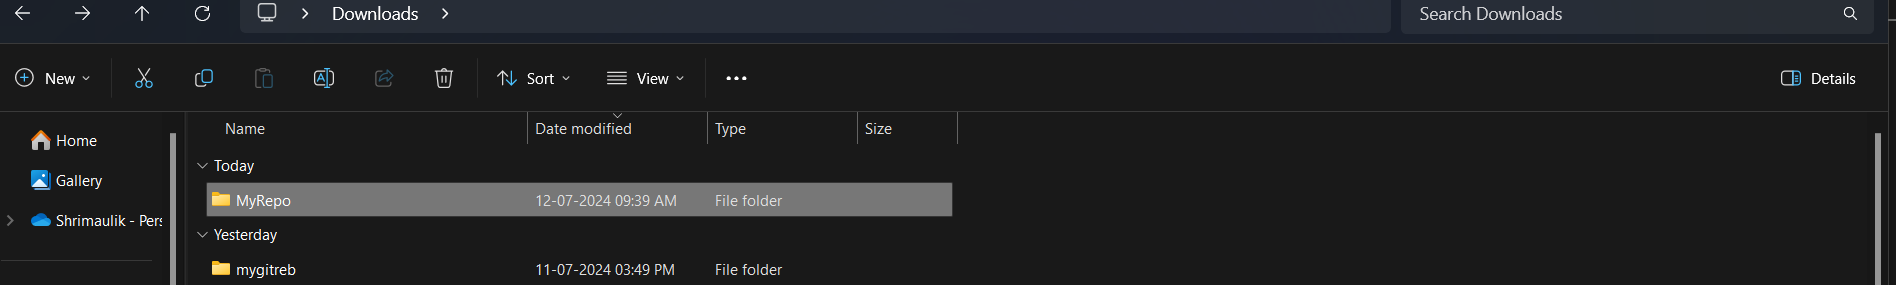 Downloads
Search Downloads
New
Sort
View
Details
Name Date modified Type Size
Home
Gallery
Shrimaulik - Pers
Today
MyRepo 12-07-2024 09:39 AM File folder
Yesterday
mygitreb 11-07-2024 03:49 PM File folder